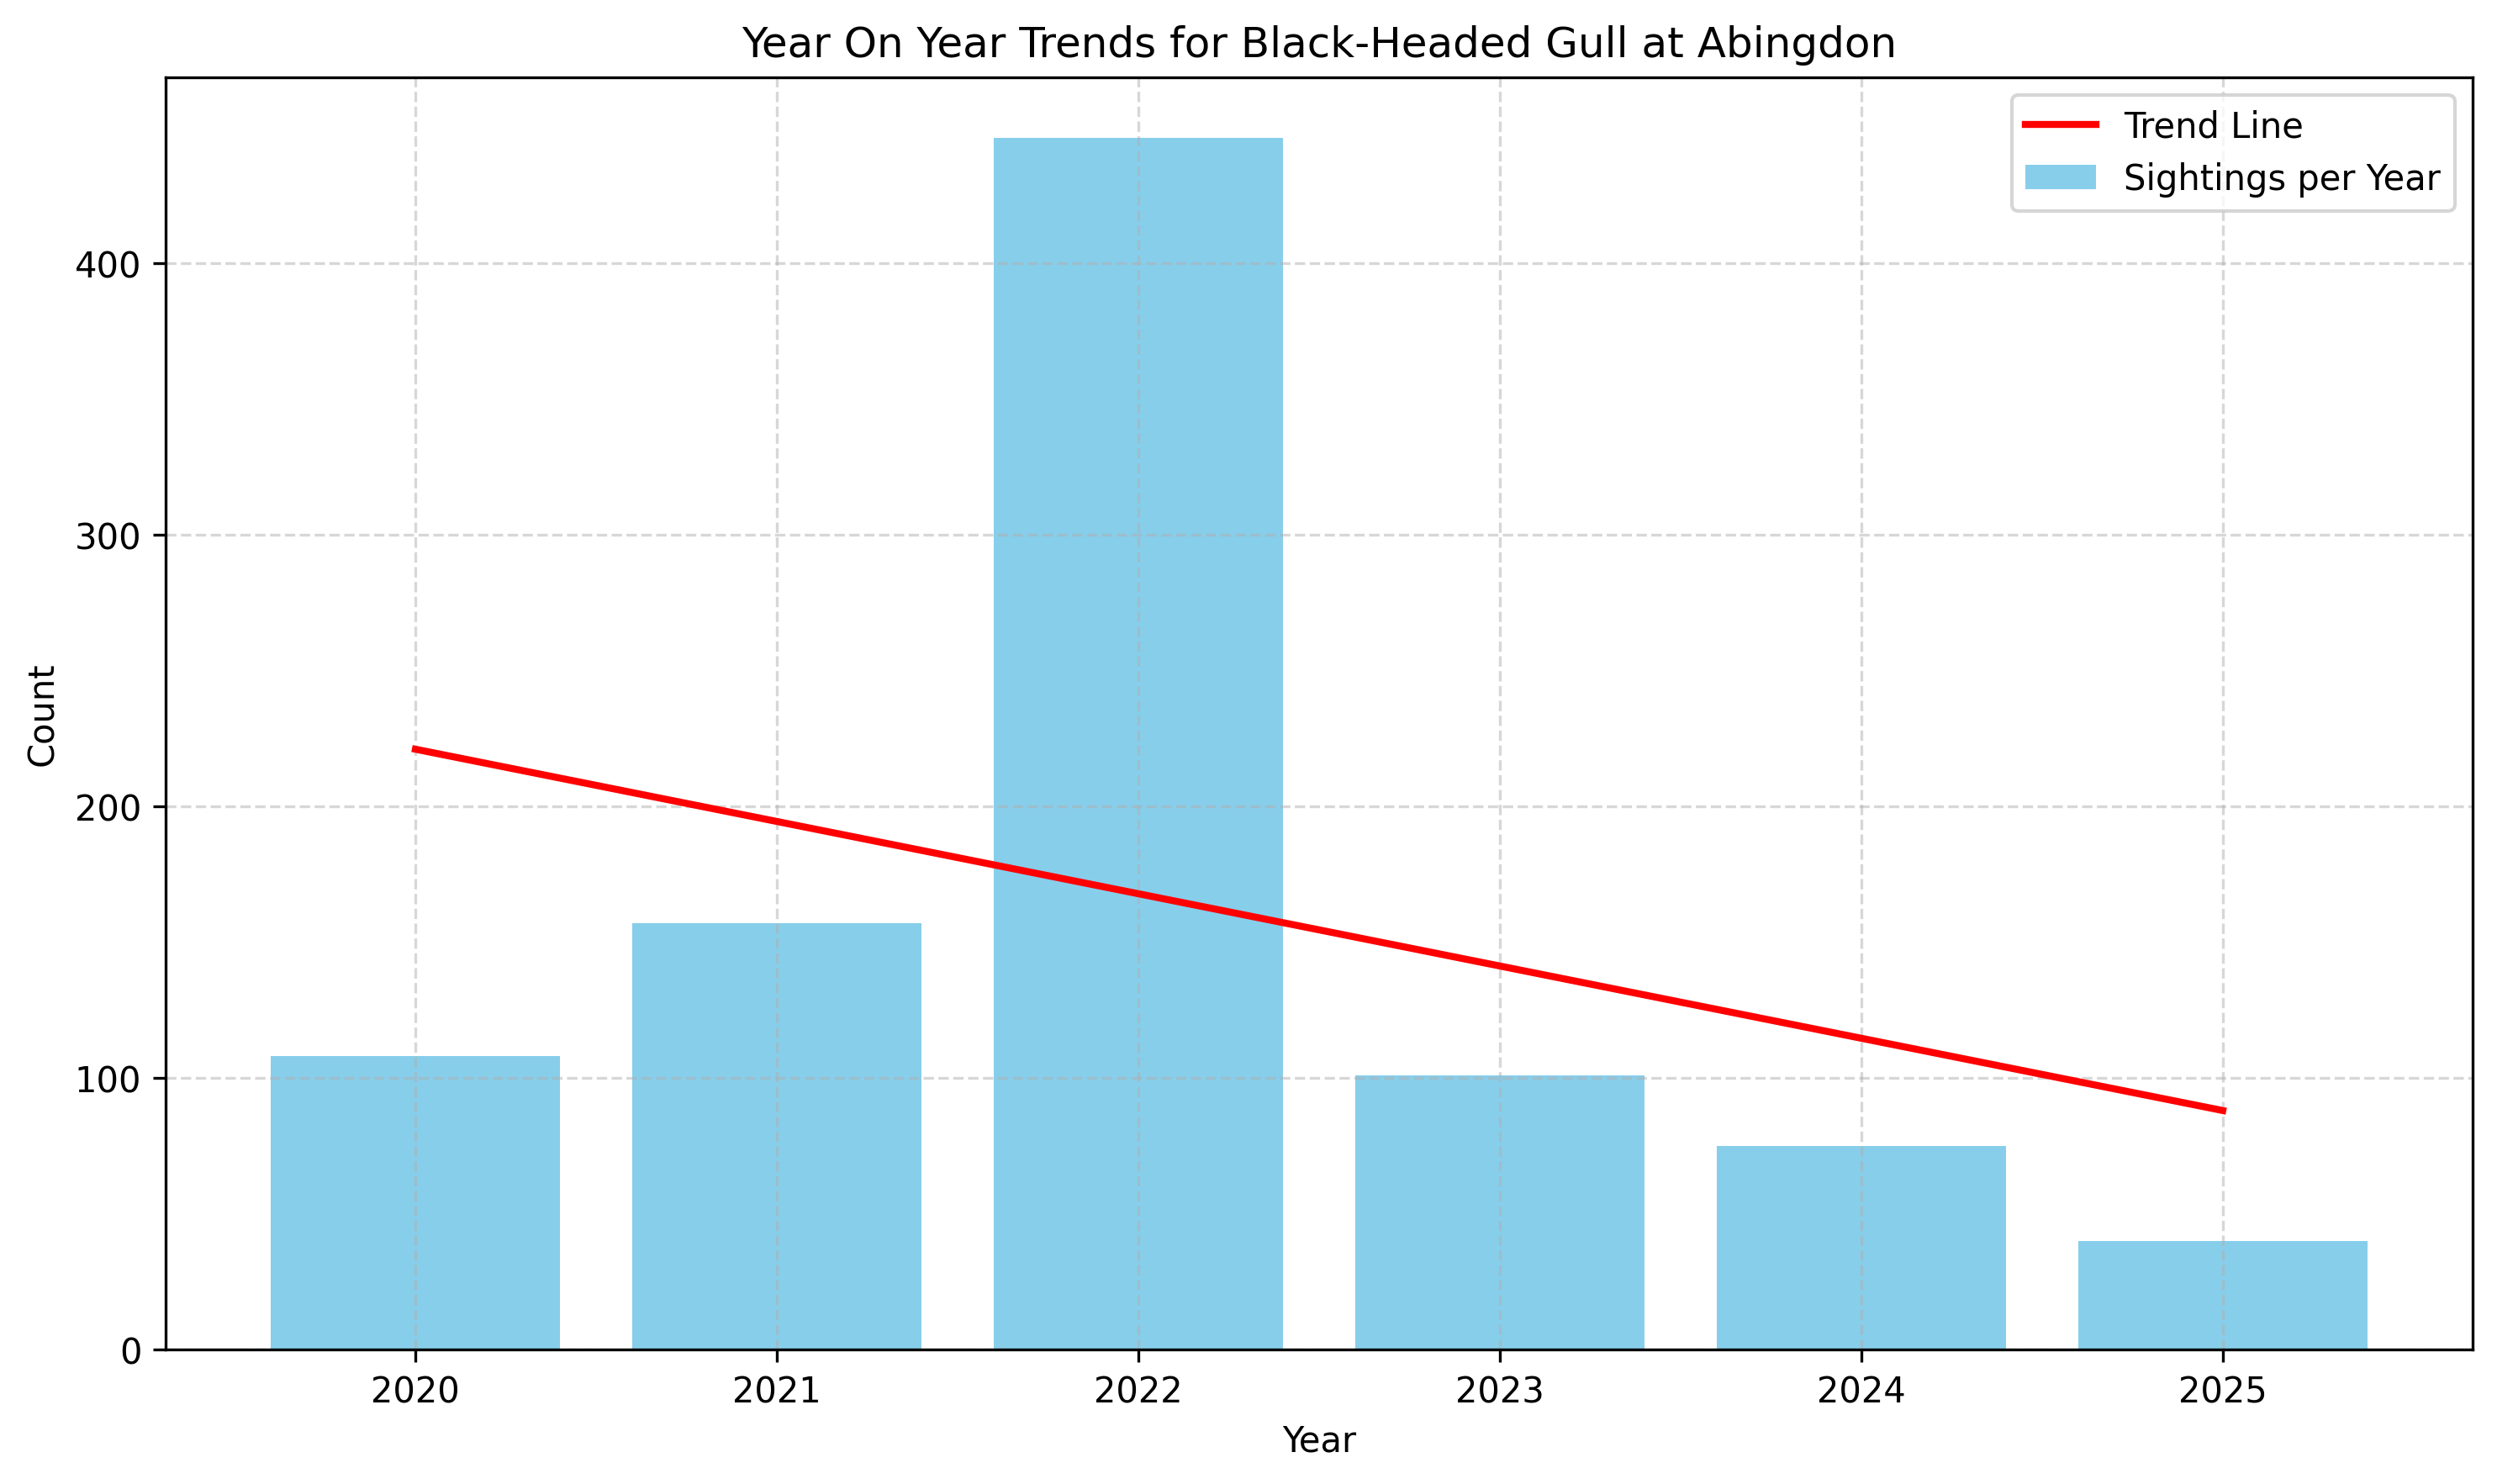 Year On Year Trends for Black-Headed Gull at Abingdon
Trend Line
Sightings per Year
400
300
200
100
0
Count
2020 2021 2022 2023 2024 2025
Year